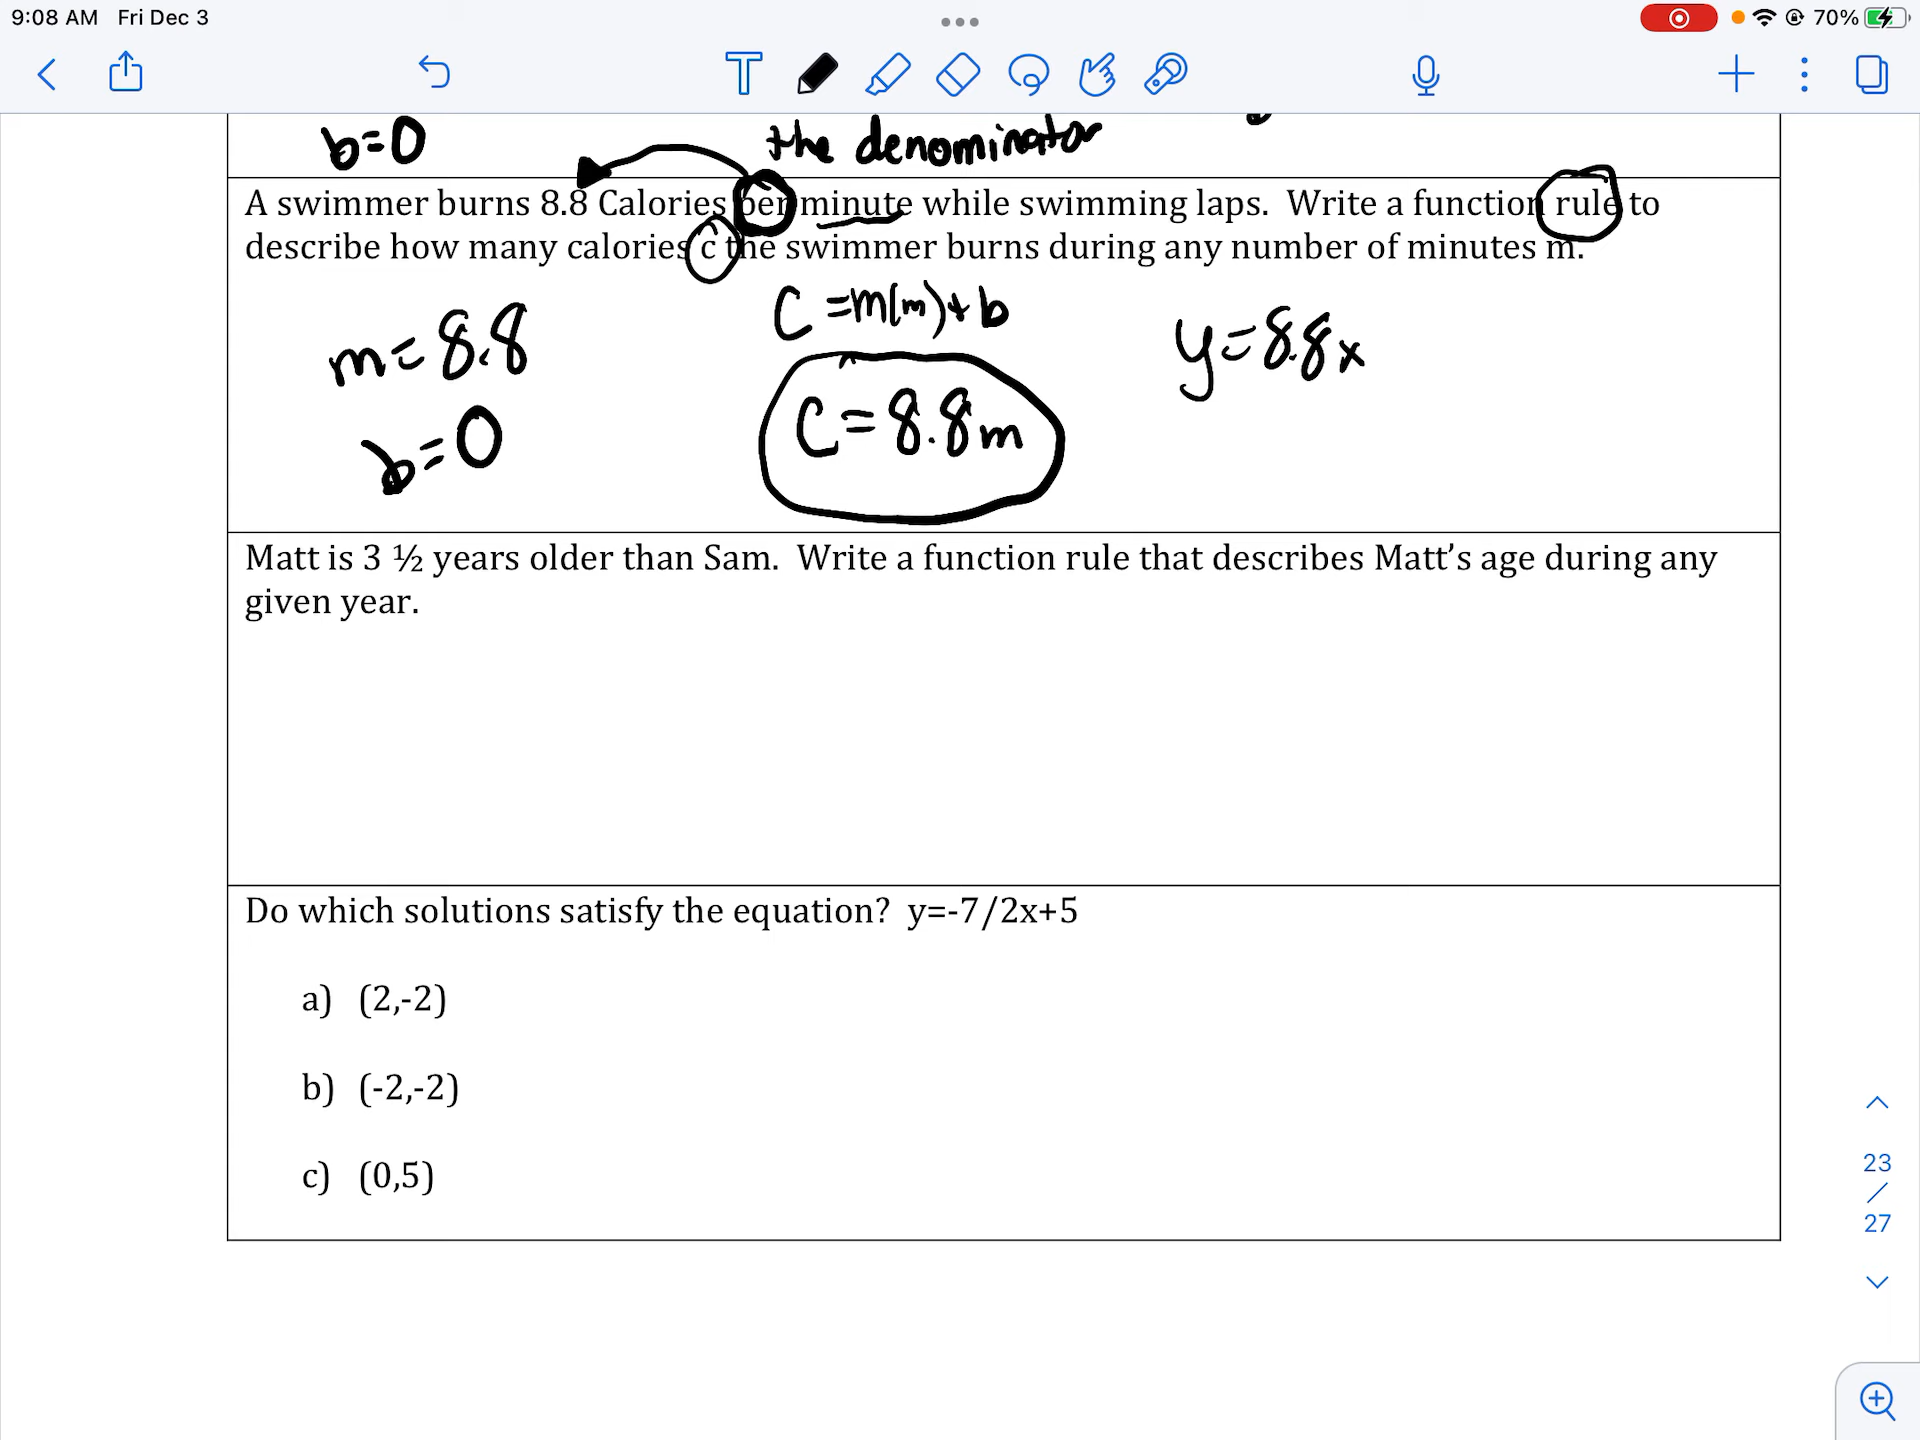 9:08 AM Fri Dec 3
70%
T
b=0
the denominator
A swimmer burns 8.8 Calories per minute while swimming laps. Write a function rule to
describe how many calories c the swimmer burns during any number of minutes m.
m=8.8
C=m(m)+b
y=8.8x
b=0
C=8.8m
Matt is 3 ½ years older than Sam. Write a function rule that describes Matt’s age during any
given year.
Do which solutions satisfy the equation? y=-7/2x+5
a) (2,-2)
b) (-2,-2)
c) (0,5)
23
/
27